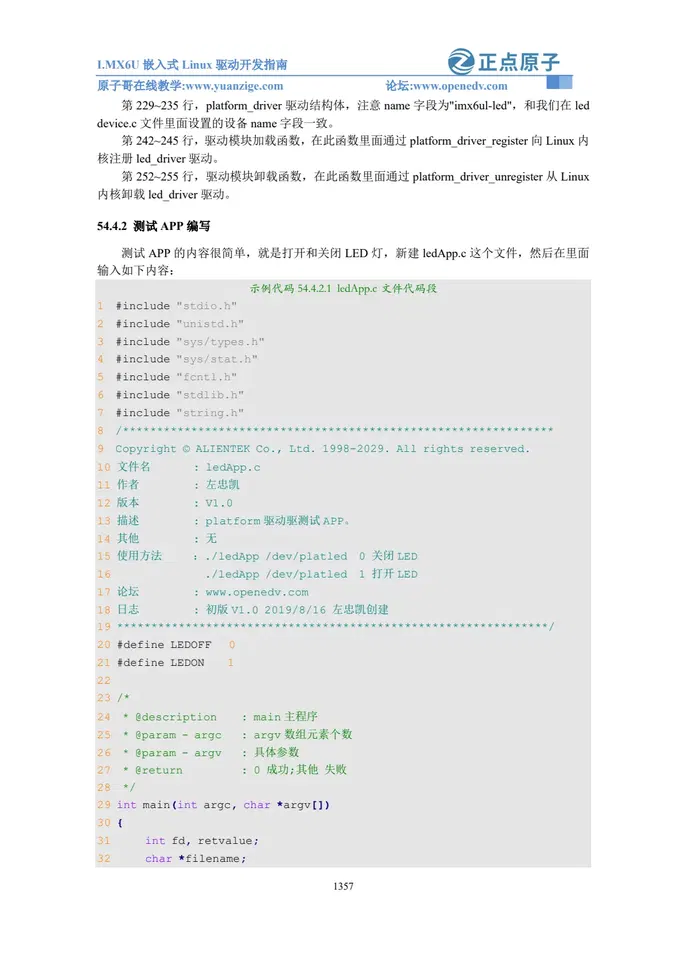 I.MX6U 嵌入式 Linux 驱动开发指南
正点原子
原子哥在线教学:www.yuanzige.com 论坛:www.openedv.com
第 229~235 行，platform_driver 驱动结构体，注意 name 字段为"imx6ul-led"，和我们在 led
device.c 文件里面设置的设备 name 字段一致。
第 242~245 行，驱动模块加载函数，在此函数里面通过 platform_driver_register 向 Linux 内
核注册 led_driver 驱动。
第 252~255 行，驱动模块卸载函数，在此函数里面通过 platform_driver_unregister 从 Linux
内核卸载 led_driver 驱动。
54.4.2 测试 APP 编写
测试 APP 的内容很简单，就是打开和关闭 LED 灯，新建 ledApp.c 这个文件，然后在里面
输入如下内容：
示例代码 54.4.2.1 ledApp.c 文件代码段
1 #include "stdio.h"
2 #include "unistd.h"
3 #include "sys/types.h"
4 #include "sys/stat.h"
5 #include "fcntl.h"
6 #include "stdlib.h"
7 #include "string.h"
8 /***************************************************************
9 Copyright © ALIENTEK Co., Ltd. 1998-2029. All rights reserved.
10 文件名 : ledApp.c
11 作者 : 左忠凯
12 版本 : V1.0
13 描述 : platform 驱动驱测试 APP。
14 其他 : 无
15 使用方法 : ./ledApp /dev/platled 0 关闭 LED
16 ./ledApp /dev/platled 1 打开 LED
17 论坛 : www.openedv.com
18 日志 : 初版 V1.0 2019/8/16 左忠凯创建
19 ***************************************************************/
20 #define LEDOFF 0
21 #define LEDON 1
22
23 /*
24 * @description : main 主程序
25 * @param - argc : argv 数组元素个数
26 * @param - argv : 具体参数
27 * @return : 0 成功;其他 失败
28 */
29 int main(int argc, char *argv[])
30 {
31 int fd, retvalue;
32 char *filename;
1357